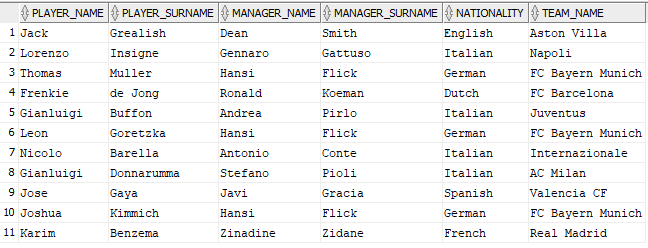 PLAYER_NAME PLAYER_SURNAME MANAGER_NAME MANAGER_SURNAME NATIONALITY TEAM_NAME
1 Jack Grealish Dean Smith English Aston Villa
2 Lorenzo Insigne Gennaro Gattuso Italian Napoli
3 Thomas Muller Hansi Flick German FC Bayern Munich
4 Frenkie de Jong Ronald Koeman Dutch FC Barcelona
5 Gianluigi Buffon Andrea Pirlo Italian Juventus
6 Leon Goretzka Hansi Flick German FC Bayern Munich
7 Nicolo Barella Antonio Conte Italian Internazionale
8 Gianluigi Donnarumma Stefano Pioli Italian AC Milan
9 Jose Gaya Javi Gracia Spanish Valencia CF
10 Joshua Kimmich Hansi Flick German FC Bayern Munich
11 Karim Benzema Zinadine Zidane French Real Madrid